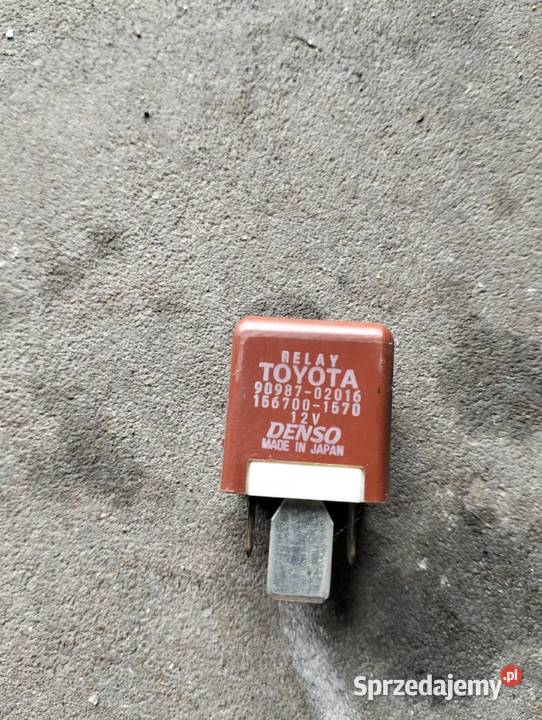 RELAY
TOYOTA
90987-02016
156700-1570
12V
DENSO
MADE IN JAPAN
Sprzedajemy.pl